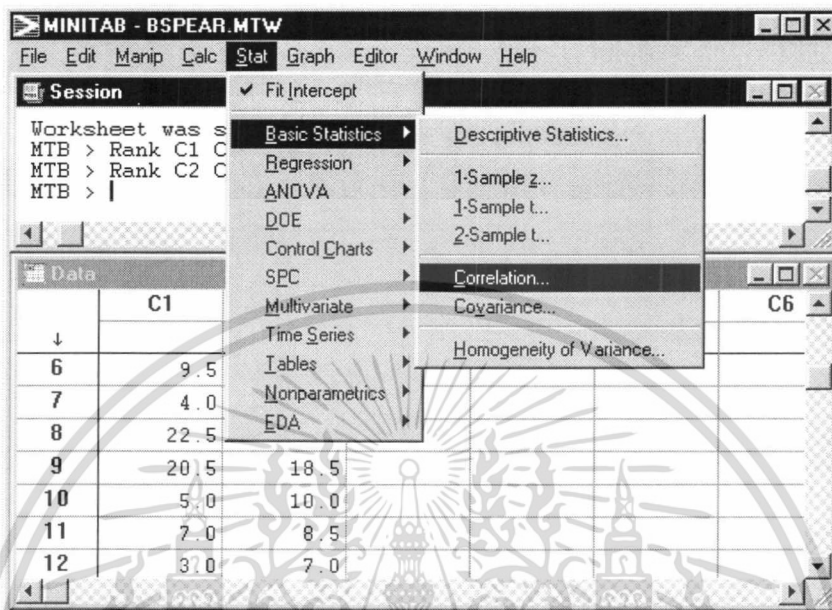 MINITAB - BSPEAR.MTW
File Edit Manip Calc Stat Graph Editor Window Help
Session
Worksheet was s
MTB > Rank C1 C
MTB > Rank C2 C
MTB >
✔ Fit Intercept
Basic Statistics
Regression
ANOVA
DOE
Control Charts
SPC
Multivariate
Time Series
Tables
Nonparametrics
EDA
Descriptive Statistics...
1-Sample z...
1-Sample t...
2-Sample t...
Correlation...
Covariance...
Homogeneity of Variance...
Data
C1 C6
↓
6 9.5
7 4.0
8 22.5
9 20.5 18.5
10 5.0 10.0
11 7.0 8.5
12 3.0 7.0